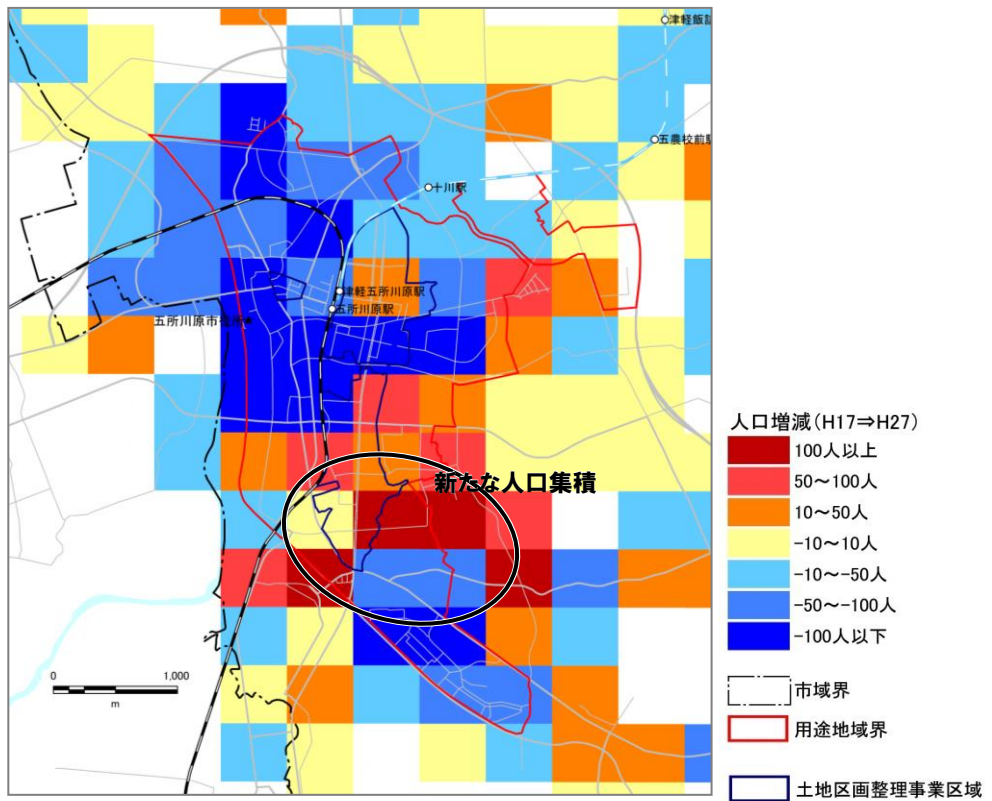 津軽飯詰
五農校前駅
十川駅
津軽五所川原駅
五所川原駅
五所川原市役所
新たな人口集積
0 1,000
m
人口増減(H17⇒H27)
100人以上
50～100人
10～50人
-10～10人
-10～-50人
-50～-100人
-100人以下
市域界
用途地域界
土地区画整理事業区域